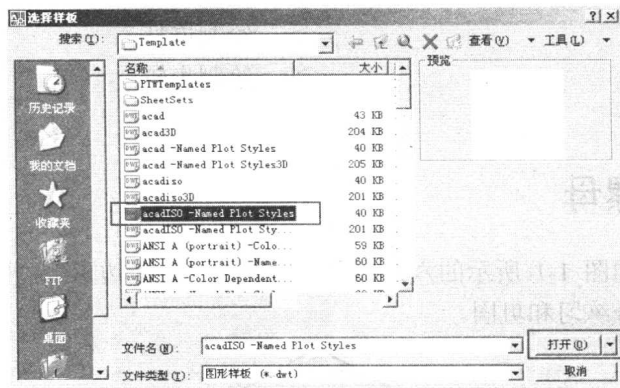 选择样板
搜索(I):
Template
查看(V)
工具(L)
名称
大小
预览
PTWTemplates
SheetSets
acad 43 KB
acad3D 204 KB
acad -Named Plot Styles 40 KB
acad -Named Plot Styles3D 205 KB
acadiso 40 KB
acadiso3D 201 KB
acadISO -Named Plot Styles 40 KB
acadISO -Named Plot Sty... 201 KB
ANSI A (portrait) -Colo... 59 KB
ANSI A (portrait) -Name... 60 KB
ANSI A -Color Dependent... 60 KB
历史记录
我的文档
收藏夹
FTP
桌面
文件名(N):
acadISO -Named Plot Styles
打开(O)
文件类型(T):
图形样板 (*.dwt)
取消